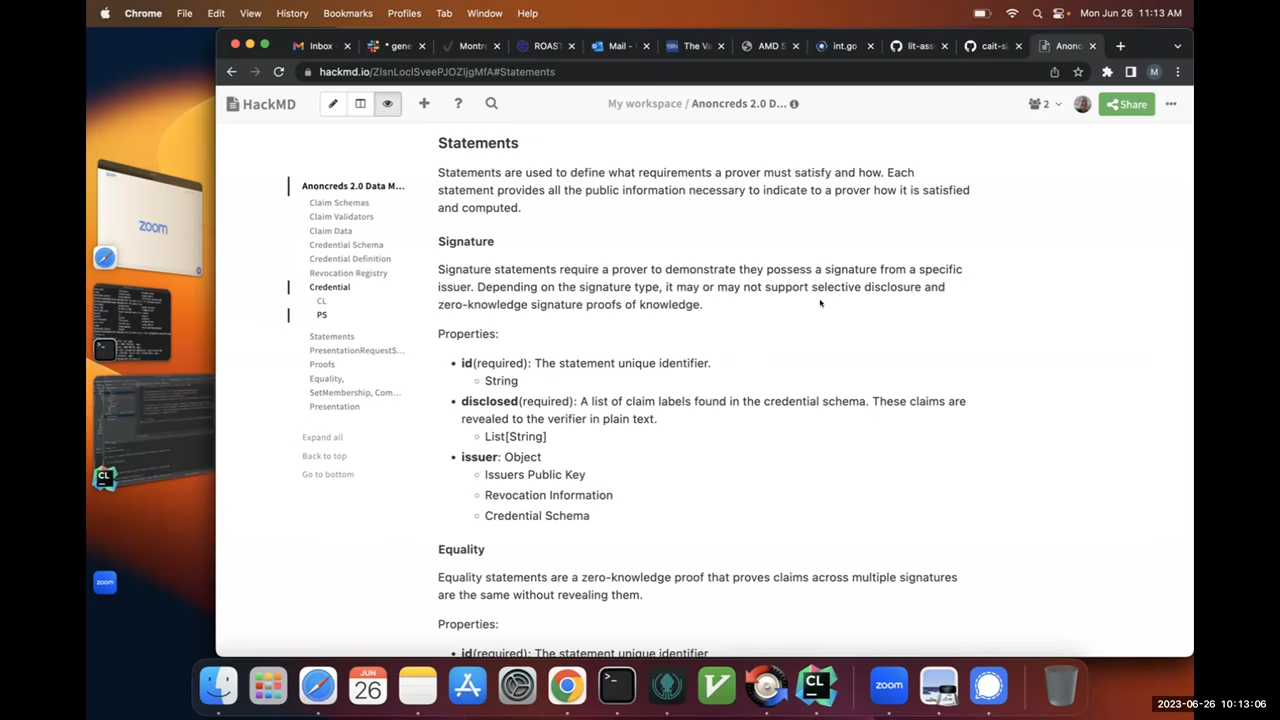 Chrome File Edit View History Bookmarks Profiles Tab Window Help Mon Jun 26 11:13 AM
Inbox * gene Montre ROAST Mail - The Va AMD S int.go lit-ass cait-si Anonc
hackmd.io/ZIsnLoclSveePJOZljgMfA#Statements M
HackMD My workspace / Anoncreds 2.0 D... 2 Share
Statements
Statements are used to define what requirements a prover must satisfy and how. Each
statement provides all the public information necessary to indicate to a prover how it is satisfied
and computed.
Signature
Signature statements require a prover to demonstrate they possess a signature from a specific
issuer. Depending on the signature type, it may or may not support selective disclosure and
zero-knowledge signature proofs of knowledge.
Properties:
• id(required): The statement unique identifier.
String
• disclosed(required): A list of claim labels found in the credential schema. These claims are
revealed to the verifier in plain text.
List[String]
• issuer: Object
Issuers Public Key
Revocation Information
Credential Schema
Equality
Equality statements are a zero-knowledge proof that proves claims across multiple signatures
are the same without revealing them.
Properties:
• id(required): The statement unique identifier
Anoncreds 2.0 Data M...
Claim Schemas
Claim Validators
Claim Data
Credential Schema
Credential Definition
Revocation Registry
Credential
CL
PS
Statements
PresentationRequestS...
Proofs
Equality,
SetMembership, Com...
Presentation
Expand all
Back to top
Go to bottom
zoom
CL
zoom
JUN
26
CL
zoom
2023-06-26 10:13:06